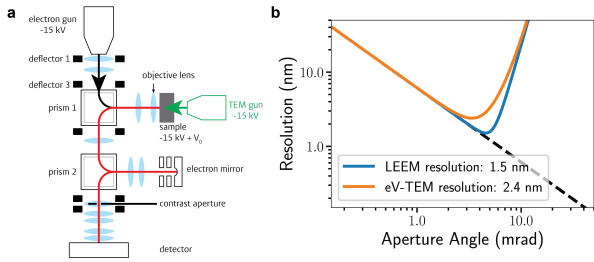 a
electron gun
-15 kV
deflector 1
deflector 3
objective lens
prism 1
TEM gun
-15 kV
sample
-15 kV + V0
prism 2
electron mirror
contrast aperture
detector
b
Resolution (nm)
10.0
1.0
LEEM resolution: 1.5 nm
eV-TEM resolution: 2.4 nm
1.0
10.0
Aperture Angle (mrad)